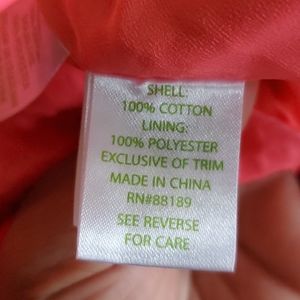 SHELL:
100% COTTON
LINING:
100% POLYESTER
EXCLUSIVE OF TRIM
MADE IN CHINA
RN#88189
SEE REVERSE
FOR CARE